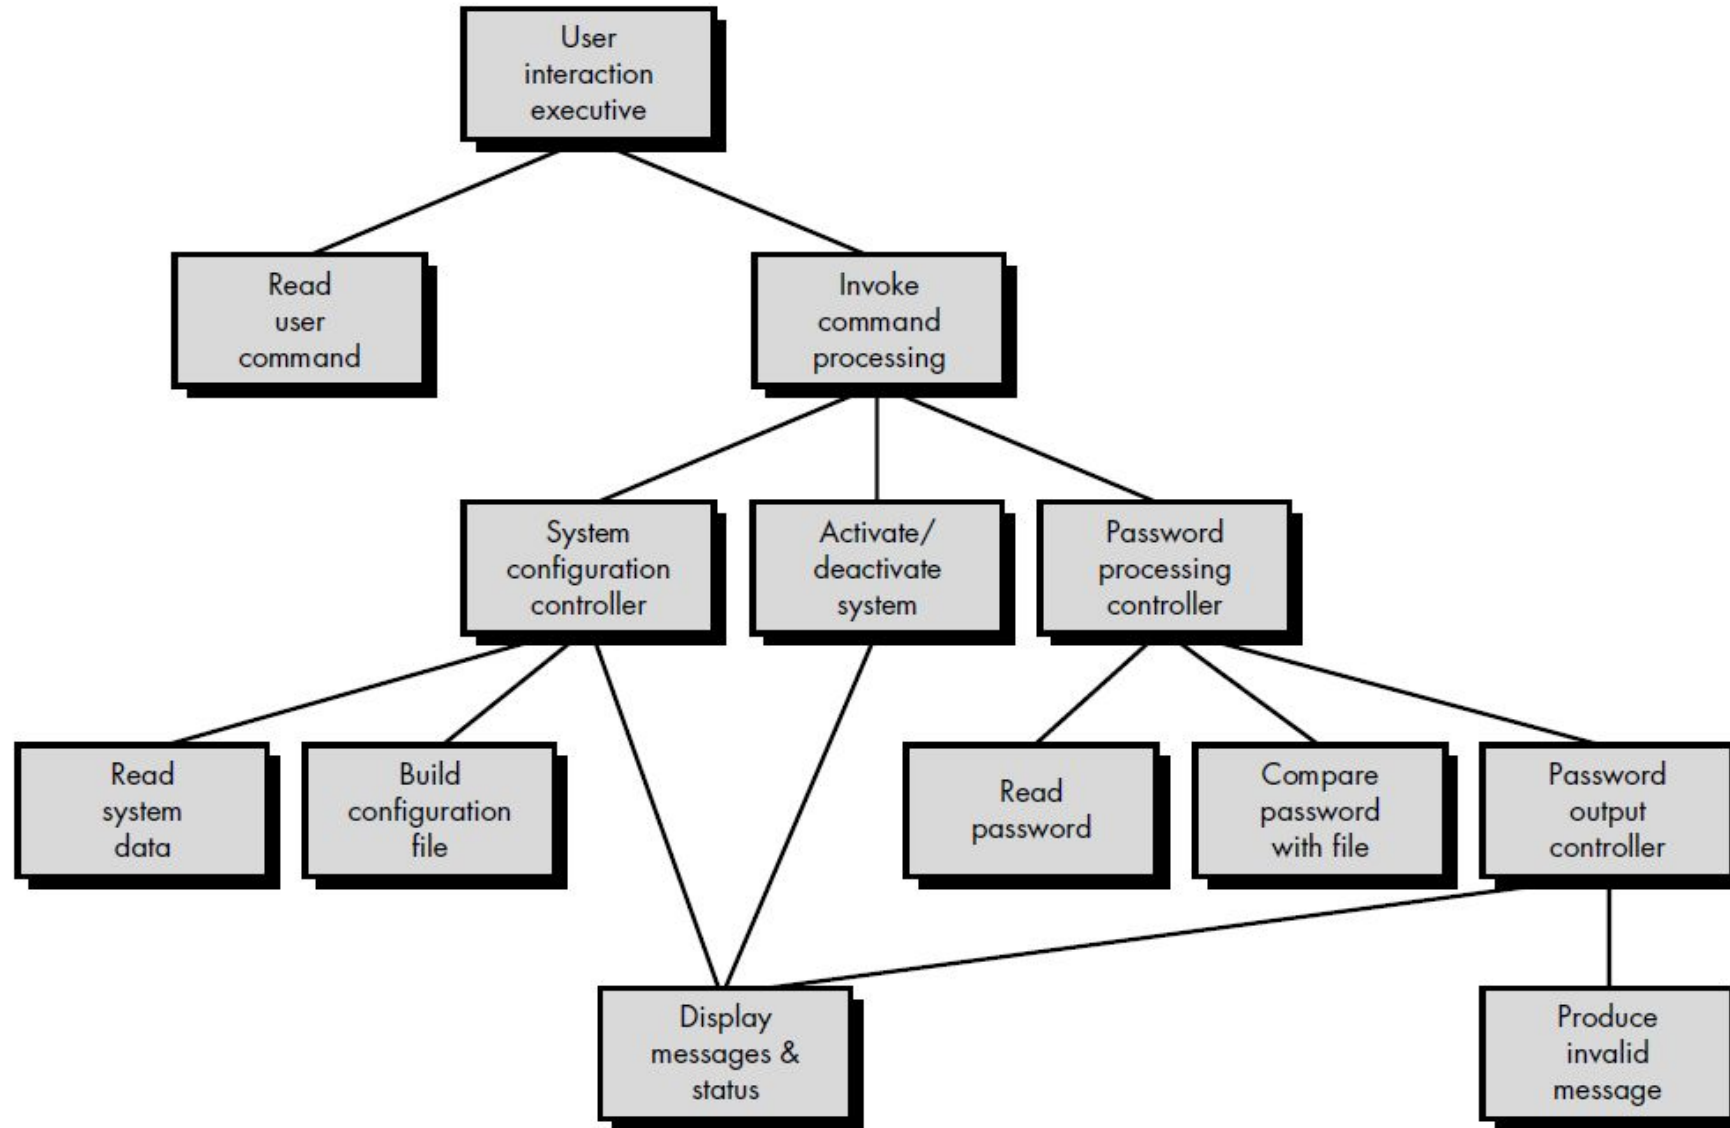 User
interaction
executive
Read
user
command
Invoke
command
processing
System
configuration
controller
Activate/
deactivate
system
Password
processing
controller
Read
system
data
Build
configuration
file
Read
password
Compare
password
with file
Password
output
controller
Display
messages &
status
Produce
invalid
message